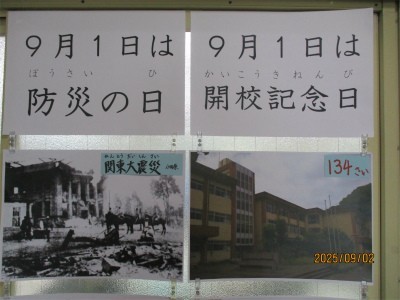 9月1日は
ぼうさい ひ
防災の日
9月1日は
かいこうきねんび
開校記念日
関東大震災
134さい
2025/09/02